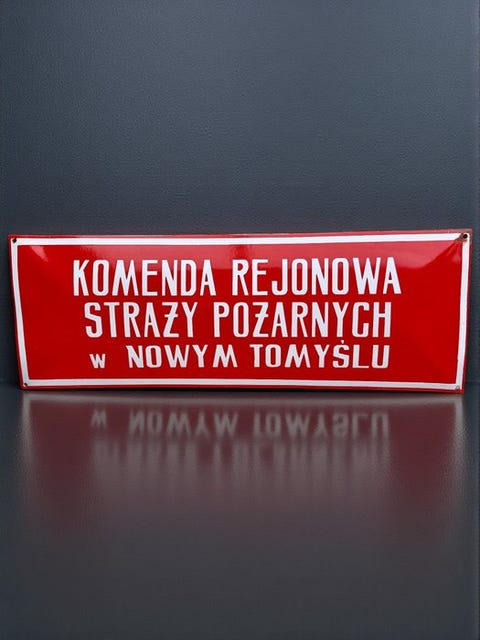 KOMENDA REJONOWA
STRAŻY POŻARNYCH
w NOWYM TOMYŚLU